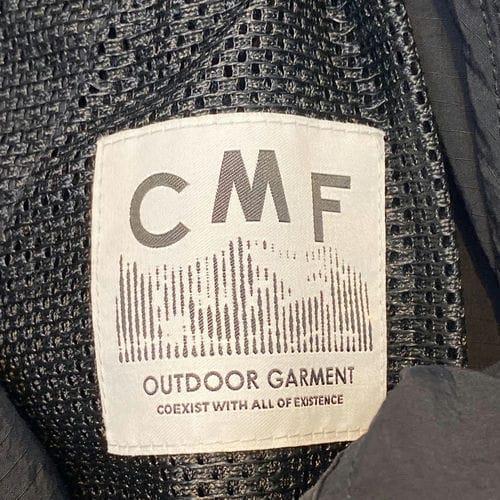 CMF
OUTDOOR GARMENT
COEXIST WITH ALL OF EXISTENCE